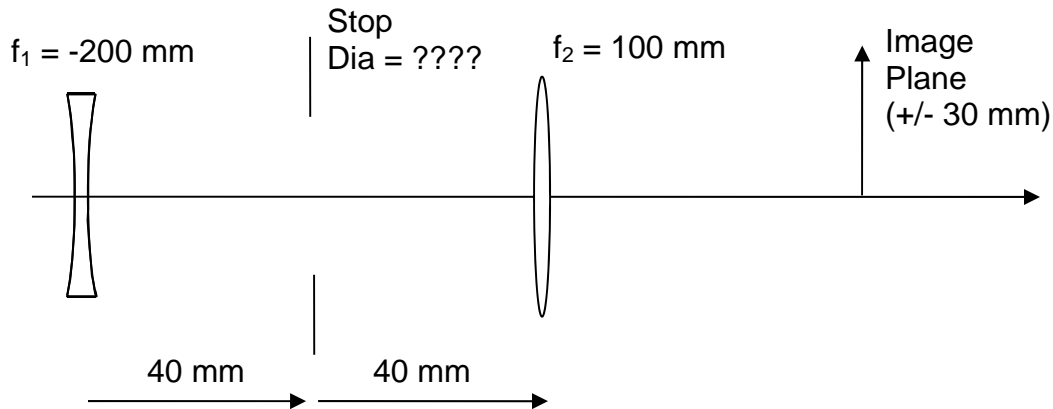 f₁ = -200 mm
Stop
Dia = ????
f₂ = 100 mm
Image
Plane
(+/- 30 mm)
40 mm
40 mm